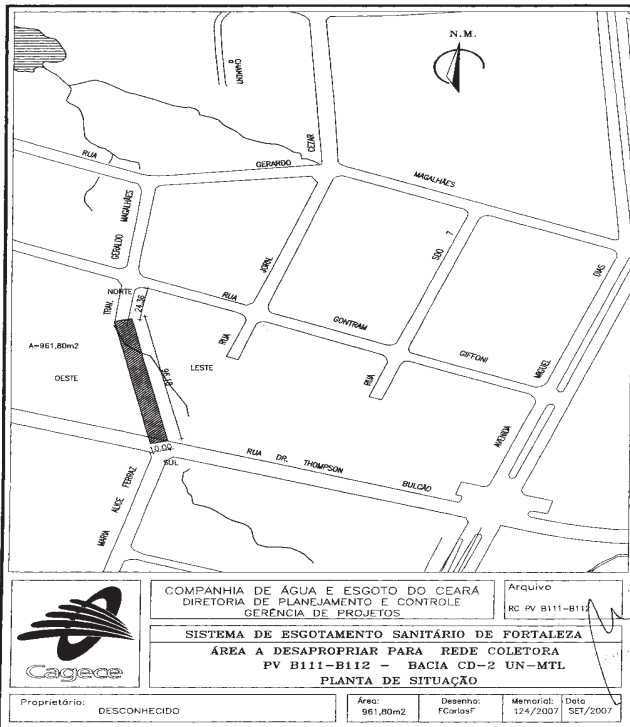 N.M.
CHAMINÉ
RUA
GERARDO
CEZAR
MAGALHÃES
GERALDO
MAGALHÃES
JORN.
SDO 7
DIAS
NORTE
TRAV.
24,36
RUA
GONTRAM
GIFFONI
RUA
RUA
MIGUEL
A=961,80m2
OESTE
LESTE
96,18
AVENIDA
10.00
SUL
RUA DR. THOMPSON
BULCÃO
MARIA ALICE FERRAZ
Cagece
COMPANHIA DE ÁGUA E ESGOTO DO CEARÁ
DIRETORIA DE PLANEJAMENTO E CONTROLE
GERÊNCIA DE PROJETOS
Arquivo
RC PV B111-B112
SISTEMA DE ESGOTAMENTO SANITÁRIO DE FORTALEZA
ÁREA A DESAPROPRIAR PARA REDE COLETORA
PV B111-B112 - BACIA CD-2 UN-MTL
PLANTA DE SITUAÇÃO
Proprietário:
DESCONHECIDO
Área:
961,80m2
Desenho:
FCarlosF
Memorial:
124/2007
Data
SET/2007